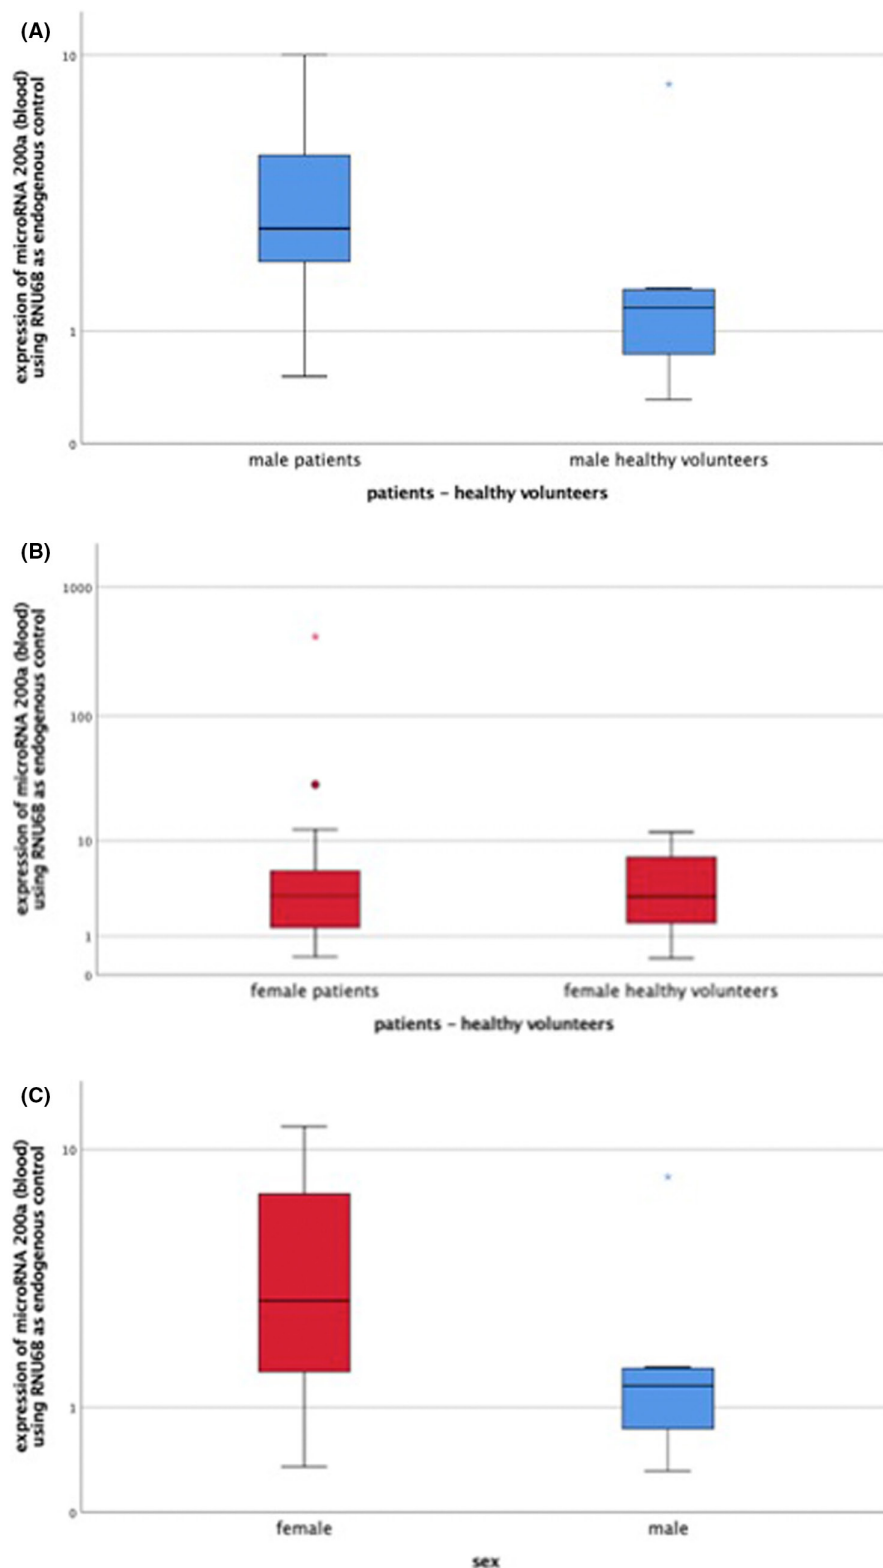 (A)
expression of microRNA 200a (blood)
using RNU6B as endogenous control
10
1
0
male patients
male healthy volunteers
patients – healthy volunteers
(B)
expression of microRNA 200a (blood)
using RNU6B as endogenous control
1000
100
10
1
0
female patients
female healthy volunteers
patients – healthy volunteers
(C)
expression of microRNA 200a (blood)
using RNU6B as endogenous control
10
1
0
female
male
sex